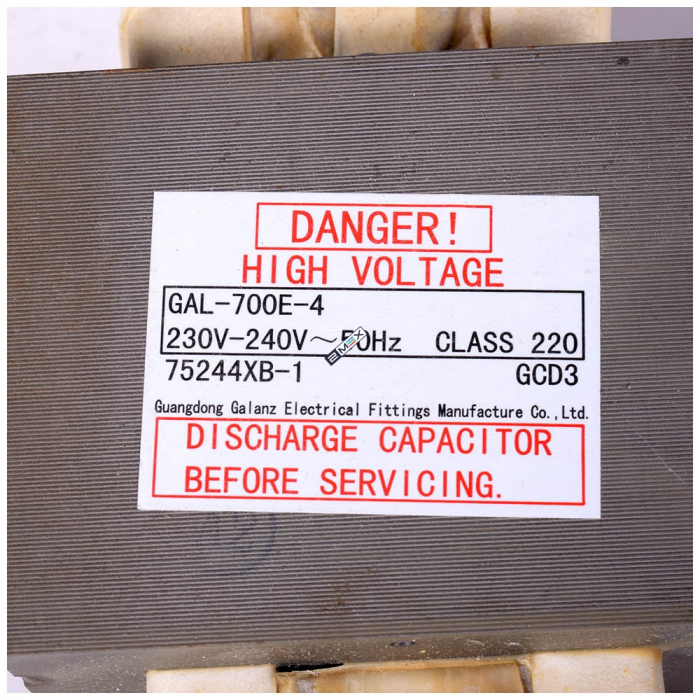 DANGER!
HIGH VOLTAGE
GAL-700E-4
230V-240V～50Hz CLASS 220
75244XB-1 GCD3
Guangdong Galanz Electrical Fittings Manufacture Co.,Ltd.
DISCHARGE CAPACITOR
BEFORE SERVICING.